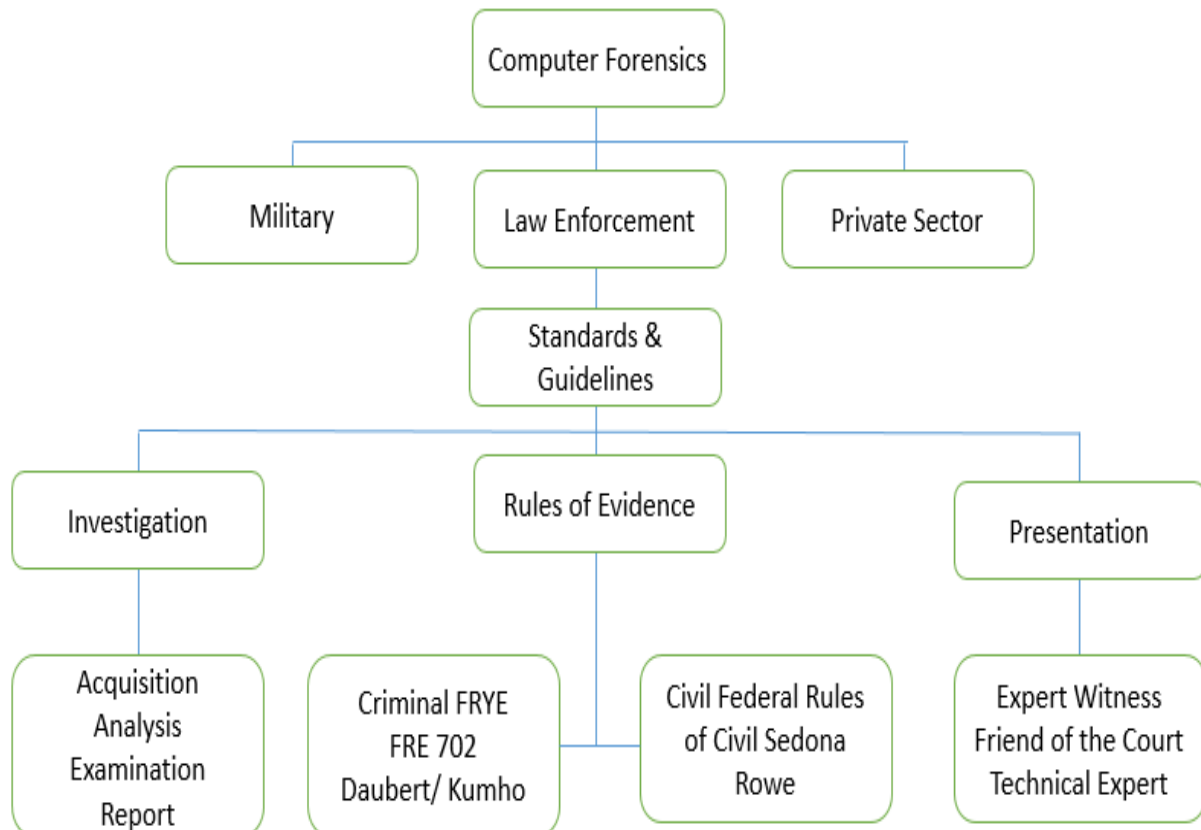 Computer Forensics
Military
Law Enforcement
Private Sector
Standards &
Guidelines
Investigation
Rules of Evidence
Presentation
Acquisition
Analysis
Examination
Report
Criminal FRYE
FRE 702
Daubert/ Kumho
Civil Federal Rules
of Civil Sedona
Rowe
Expert Witness
Friend of the Court
Technical Expert